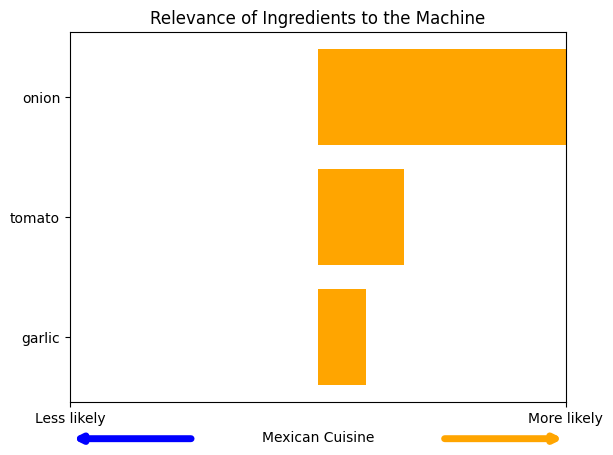 Relevance of Ingredients to the Machine
onion
tomato
garlic
Less likely
More likely
Mexican Cuisine